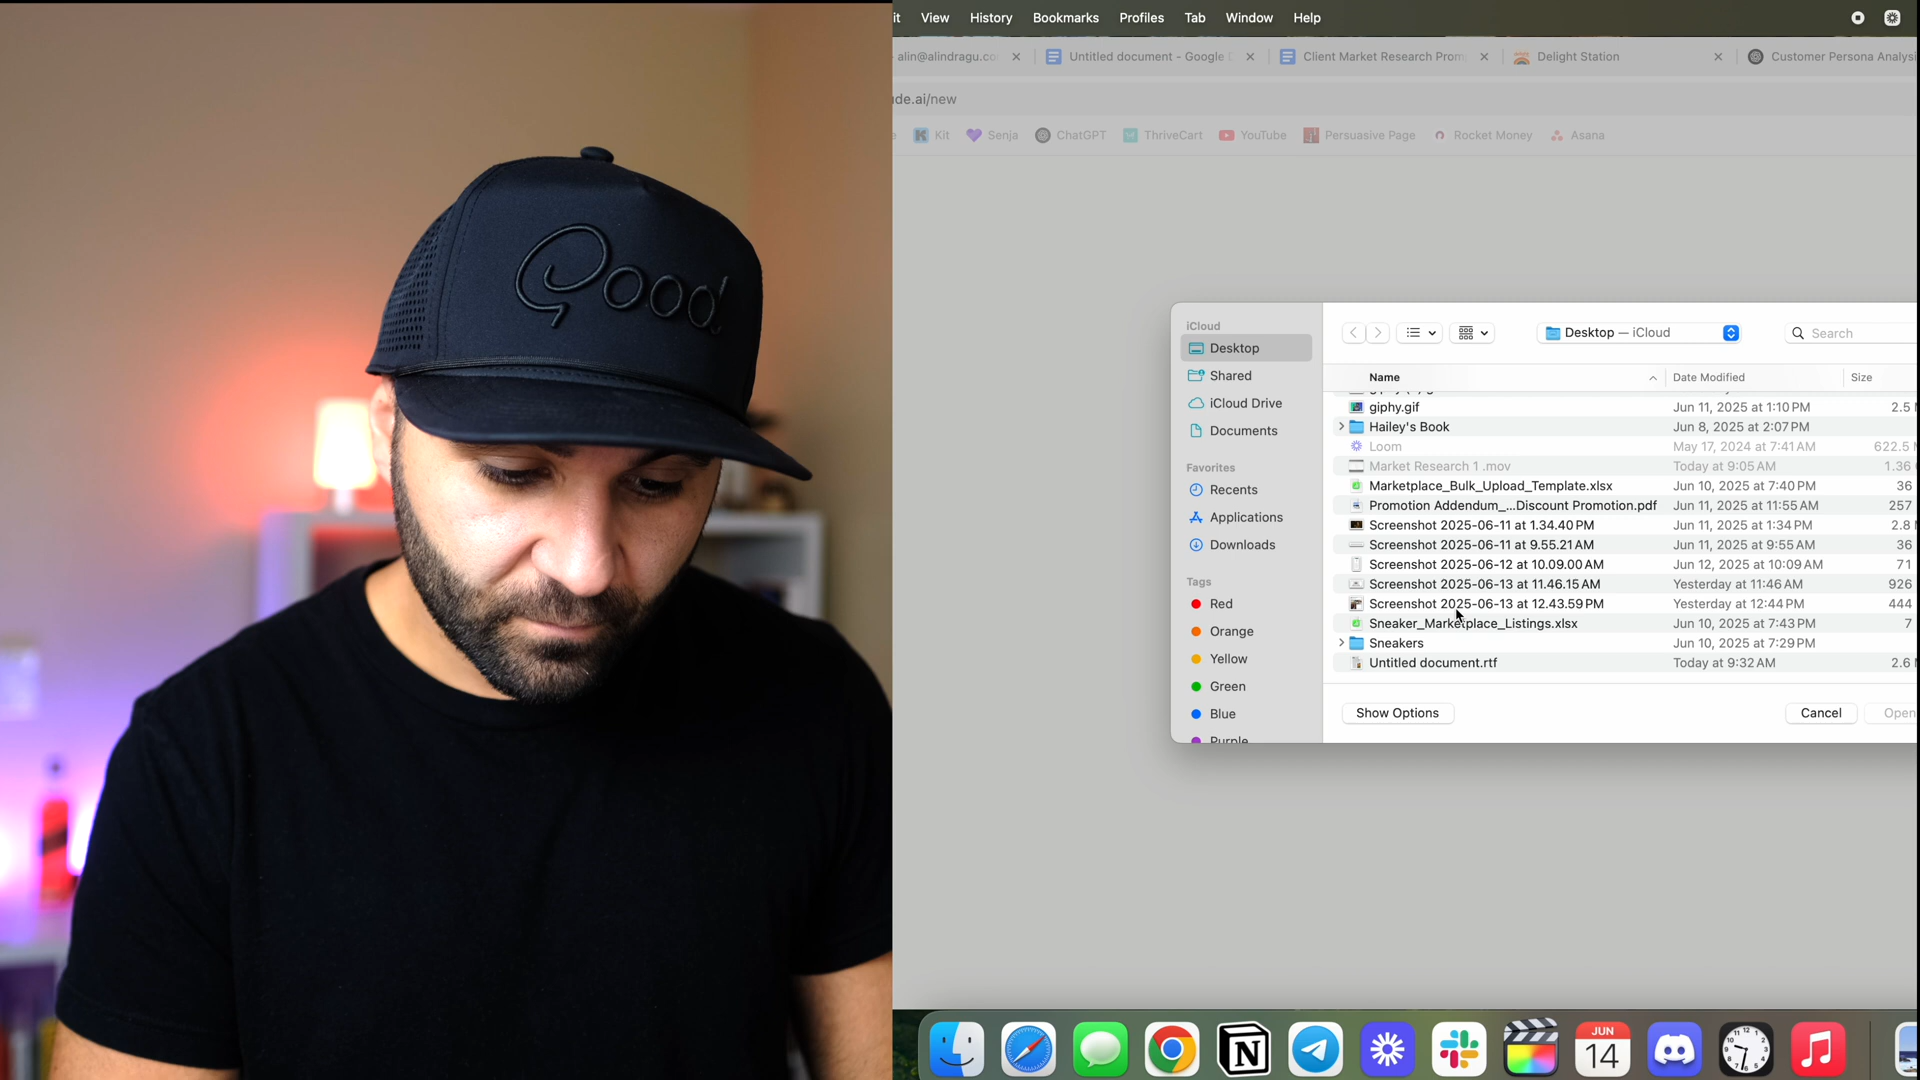 Good
View History Bookmarks Profiles Tab Window Help
alin@alindragu.co Untitled document - Google Client Market Research Prom Delight Station Customer Persona Analysi
de.ai/new
Kit Senja ChatGPT ThriveCart YouTube Persuasive Page Rocket Money Asana
iCloud
Desktop
Shared
iCloud Drive
Documents
Favorites
Recents
Applications
Downloads
Tags
Red
Orange
Yellow
Green
Blue
Purple
Desktop — iCloud Search
Name Date Modified Size
giphy.gif Jun 11, 2025 at 1:10 PM 2.5
Hailey's Book Jun 8, 2025 at 2:07 PM
Loom May 17, 2024 at 7:41 AM 622.5
Market Research 1 .mov Today at 9:05 AM 1.36
Marketplace_Bulk_Upload_Template.xlsx Jun 10, 2025 at 7:40 PM 36
Promotion Addendum_...Discount Promotion.pdf Jun 11, 2025 at 11:55 AM 257
Screenshot 2025-06-11 at 1.34.40 PM Jun 11, 2025 at 1:34 PM 2.8
Screenshot 2025-06-11 at 9.55.21 AM Jun 11, 2025 at 9:55 AM 36
Screenshot 2025-06-12 at 10.09.00 AM Jun 12, 2025 at 10:09 AM 71
Screenshot 2025-06-13 at 11.46.15 AM Yesterday at 11:46 AM 926
Screenshot 2025-06-13 at 12.43.59 PM Yesterday at 12:44 PM 444
Sneaker_Marketplace_Listings.xlsx Jun 10, 2025 at 7:43 PM 7
Sneakers Jun 10, 2025 at 7:29 PM
Untitled document.rtf Today at 9:32 AM 2.6
Show Options Cancel Open
JUN
14